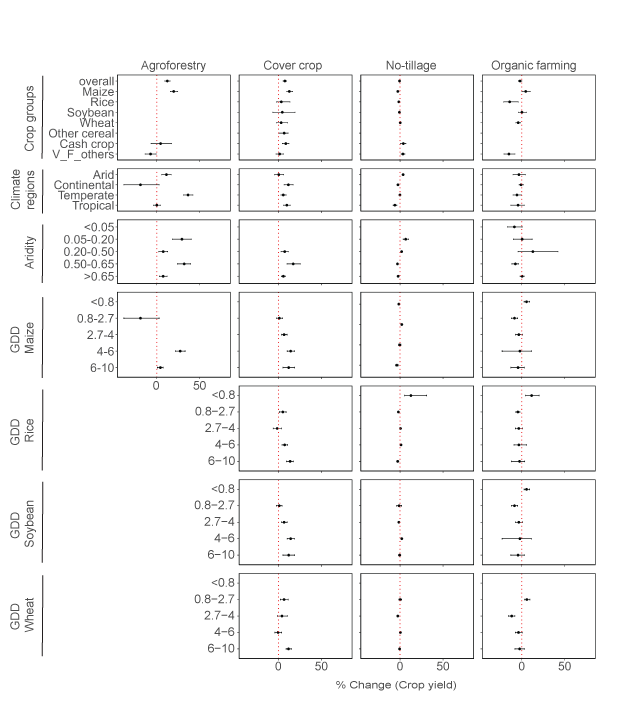 Agroforestry Cover crop No-tillage Organic farming
Crop groups
overall
Maize
Rice
Soybean
Wheat
Other cereal
Cash crop
V_F_others
Climate
regions
Arid
Continental
Temperate
Tropical
Aridity
<0.05
0.05-0.20
0.20-0.50
0.50-0.65
>0.65
GDD
Maize
<0.8
0.8-2.7
2.7-4
4-6
6-10
0 50
GDD
Rice
<0.8
0.8−2.7
2.7−4
4−6
6−10
GDD
Soybean
<0.8
0.8−2.7
2.7−4
4−6
6−10
GDD
Wheat
<0.8
0.8−2.7
2.7−4
4−6
6−10
0 50 0 50 0 50
% Change (Crop yield)